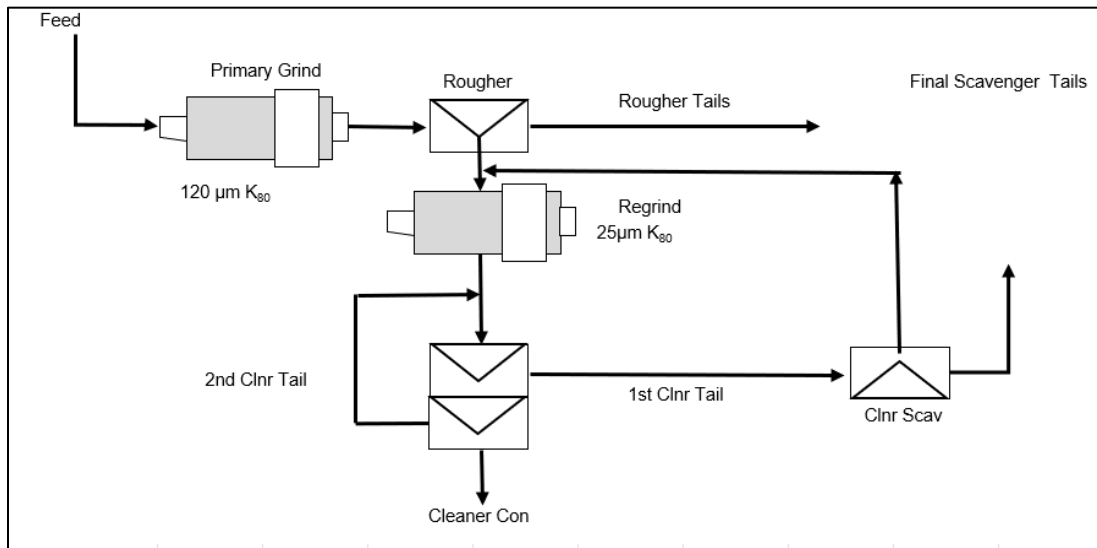 Feed
Primary Grind
Rougher
Final Scavenger Tails
Rougher Tails
120 µm K₈₀
Regrind
25µm K₈₀
2nd Clnr Tail
1st Clnr Tail
Clnr Scav
Cleaner Con